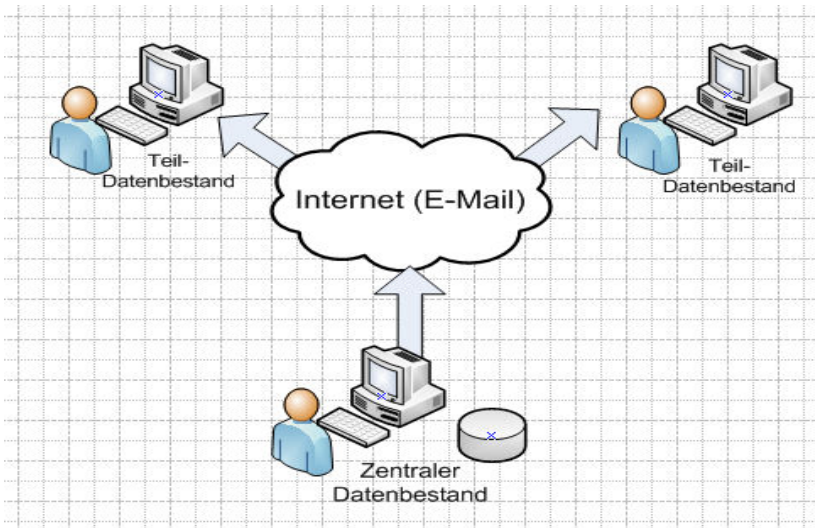 Teil-
Datenbestand
Teil-
Datenbestand
Internet (E-Mail)
Zentraler
Datenbestand